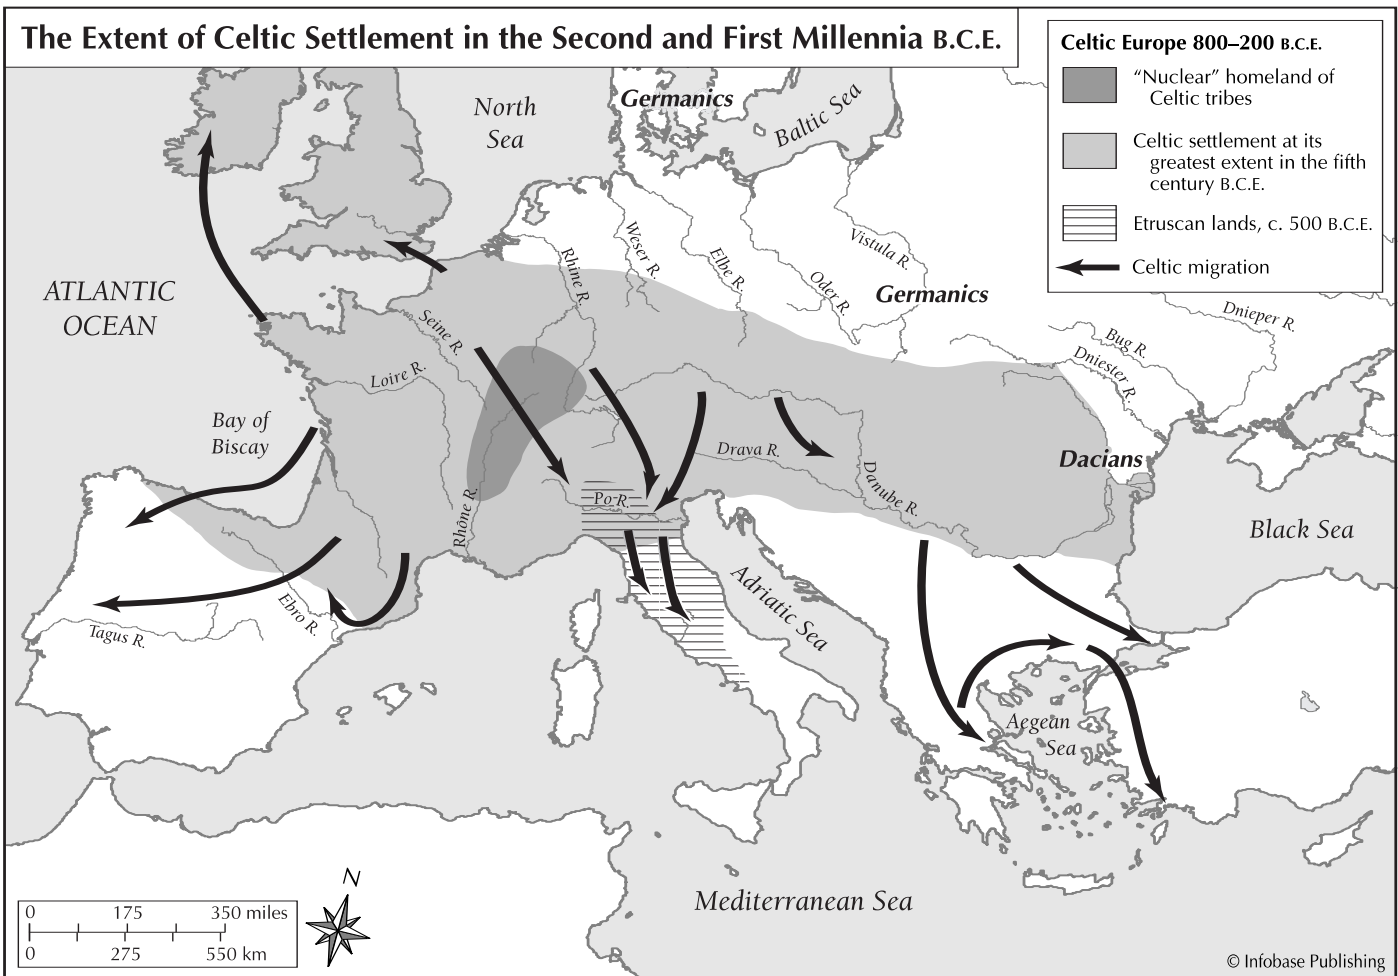 The Extent of Celtic Settlement in the Second and First Millennia B.C.E.
Celtic Europe 800–200 B.C.E.
“Nuclear” homeland of
Celtic tribes
Celtic settlement at its
greatest extent in the fifth
century B.C.E.
Etruscan lands, c. 500 B.C.E.
Celtic migration
North
Sea
Germanics
Baltic Sea
ATLANTIC
OCEAN
Rhine R.
Weser R.
Elbe R.
Oder R.
Vistula R.
Germanics
Dnieper R.
Bug R.
Dniester R.
Seine R.
Loire R.
Bay of
Biscay
Drava R.
Danube R.
Dacians
Po R.
Rhône R.
Black Sea
Adriatic Sea
Ebro R.
Tagus R.
Aegean
Sea
Mediterranean Sea
N
0 175 350 miles
0 275 550 km
© Infobase Publishing